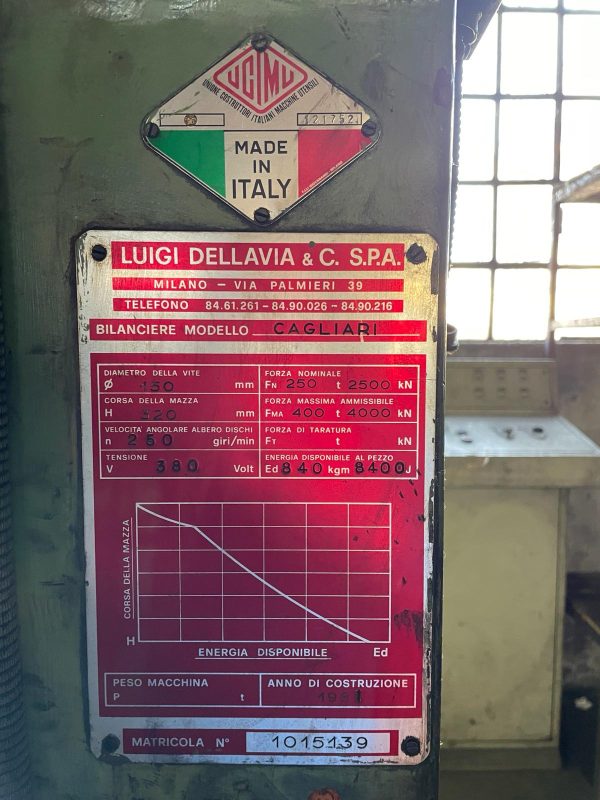 UCIMU
UNIONE COSTRUTTORI ITALIANI MACCHINE UTENSILI
121752
MADE
IN
ITALY
LUIGI DELLAVIA & C. S.P.A.
MILANO – VIA PALMIERI 39
TELEFONO 84.61.261 – 84.90.026 – 84.90.216
BILANCIERE MODELLO CAGLIARI
DIAMETRO DELLA VITE
Ø 150 mm
FORZA NOMINALE
FN 250 t 2500 kN
CORSA DELLA MAZZA
H 320 mm
FORZA MASSIMA AMMISSIBILE
FMA 400 t 4000 kN
VELOCITA ANGOLARE ALBERO DISCHI
n 250 giri/min
FORZA DI TARATURA
FT t kN
TENSIONE
V 380 Volt
ENERGIA DISPONIBILE AL PEZZO
Ed 840 kgm 8400 J
CORSA DELLA MAZZA
H ENERGIA DISPONIBILE Ed
PESO MACCHINA
P t
ANNO DI COSTRUZIONE
MATRICOLA N° 1015139